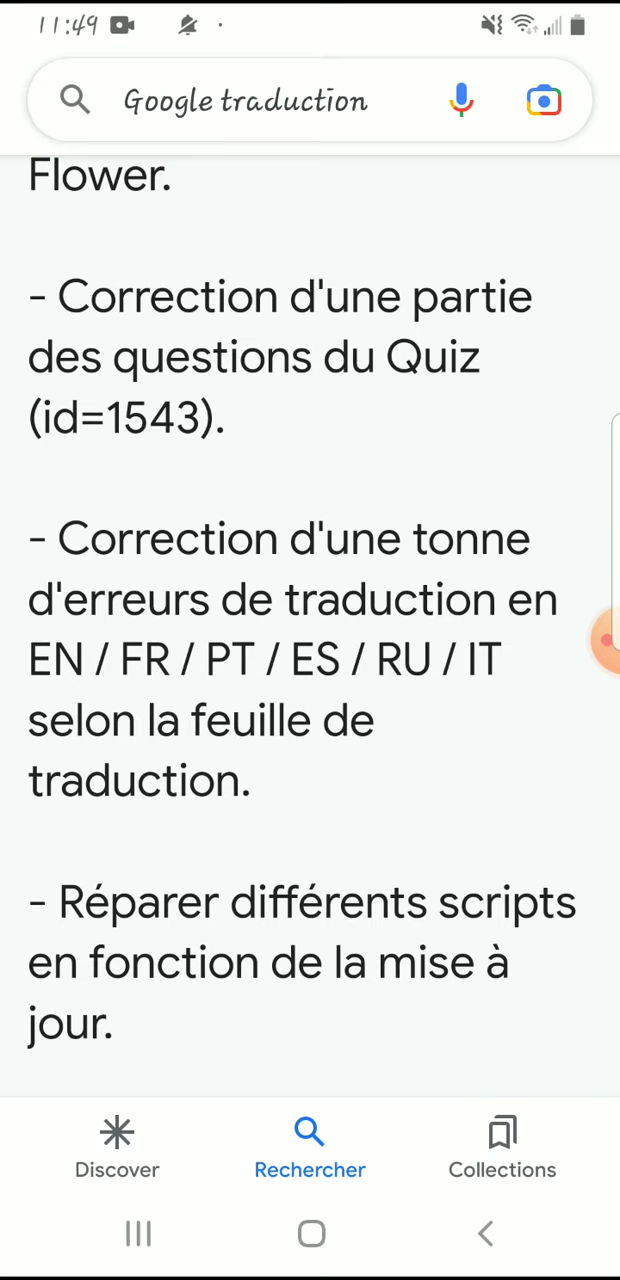 11:49
Google traduction
Flower.
- Correction d'une partie
des questions du Quiz
(id=1543).
- Correction d'une tonne
d'erreurs de traduction en
EN / FR / PT / ES / RU / IT
selon la feuille de
traduction.
- Réparer différents scripts
en fonction de la mise à
jour.
Discover Rechercher Collections